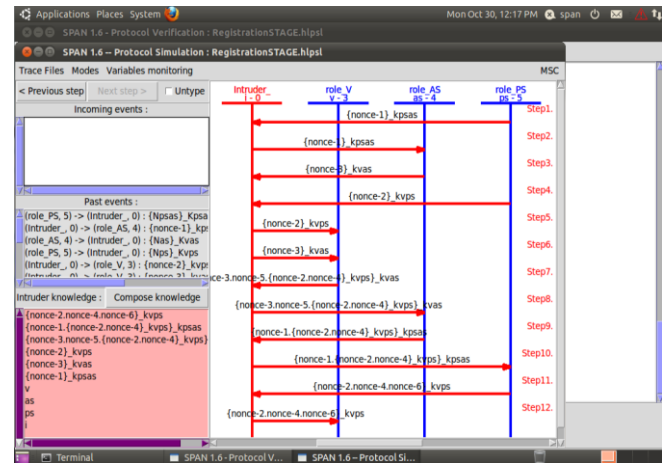 Applications Places System Mon Oct 30, 12:17 PM span
SPAN 1.6 - Protocol Verification : RegistrationSTAGE.hlpsl
SPAN 1.6 – Protocol Simulation : RegistrationSTAGE.hlpsl
Trace Files Modes Variables monitoring MSC
< Previous step Next step > Untype
Incoming events :
Past events :
(role_PS, 5) -> (Intruder_, 0) : {Npsas}_Kpsa
(Intruder_, 0) -> (role_AS, 4) : {nonce-1}_kp
(role_AS, 4) -> (Intruder_, 0) : {Nas}_Kvas
(role_PS, 5) -> (Intruder_, 0) : {Nps}_Kvps
(Intruder_, 0) -> (role_V, 3) : {nonce-2}_kvp
Intruder knowledge : Compose knowledge
{nonce-2.nonce-4.nonce-6}_kvps
{nonce-1.{nonce-2.nonce-4}_kvps}_kpsas
{nonce-3.nonce-5.{nonce-2.nonce-4}_kvps}
{nonce-2}_kvps
{nonce-3}_kvas
{nonce-1}_kpsas
v
as
ps
i
Intruder_ role_V role_AS role_PS
i - 0 v - 3 as - 4 ps - 5
Step1.
{nonce-1}_kpsas
Step2.
{nonce-1}_kpsas
Step3.
{nonce-3}_kvas
Step4.
{nonce-2}_kvps
Step5.
{nonce-2}_kvps
Step6.
{nonce-3}_kvas
Step7.
ce-3.nonce-5.{nonce-2.nonce-4}_kvps}_kvas
Step8.
{nonce-3.nonce-5.{nonce-2.nonce-4}_kvps}_kvas
Step9.
{nonce-1.{nonce-2.nonce-4}_kvps}_kpsas
Step10.
{nonce-1.{nonce-2.nonce-4}_kvps}_kpsas
Step11.
{nonce-2.nonce-4.nonce-6}_kvps
Step12.
{nonce-2.nonce-4.nonce-6}_kvps
Terminal SPAN 1.6 - Protocol V... SPAN 1.6 – Protocol Si...